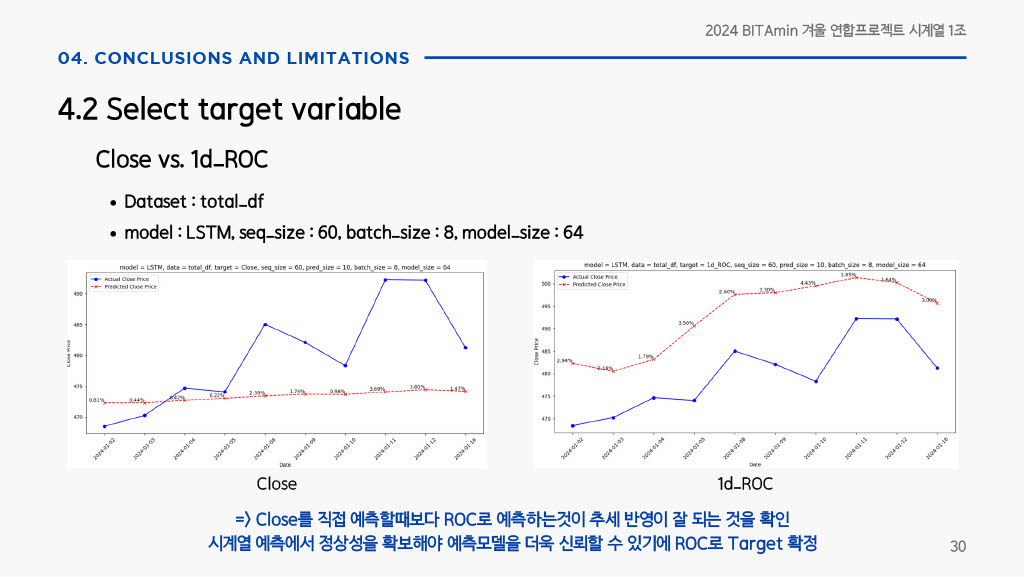 2024 BITAmin 겨울 연합프로젝트 시계열 1조
04. CONCLUSIONS AND LIMITATIONS
4.2 Select target variable
Close vs. 1d_ROC
• Dataset : total_df
• model : LSTM, seq_size : 60, batch_size : 8, model_size : 64
model = LSTM, data = total_df, target = Close, seq_size = 60, pred_size = 10, batch_size = 8, model_size = 64
Actual Close Price
Predicted Close Price
Close Price
490
485
480
475
470
0.81% 0.44% 0.42% 0.22% 2.39% 1.74% 0.98% 3.69% 3.60% 1.47%
2024-01-02 2024-01-03 2024-01-04 2024-01-05 2024-01-08 2024-01-09 2024-01-10 2024-01-11 2024-01-12 2024-01-16
Date
Close
model = LSTM, data = total_df, target = 1d_ROC, seq_size = 60, pred_size = 10, batch_size = 8, model_size = 64
Actual Close Price
Predicted Close Price
Close Price
500
495
490
485
480
475
470
2.94% 2.18% 1.79% 3.50% 2.60% 3.30% 4.43% 1.85% 1.64% 3.00%
2024-01-02 2024-01-03 2024-01-04 2024-01-05 2024-01-08 2024-01-09 2024-01-10 2024-01-11 2024-01-12 2024-01-16
Date
1d_ROC
=> Close를 직접 예측할때보다 ROC로 예측하는것이 추세 반영이 잘 되는 것을 확인
시계열 예측에서 정상성을 확보해야 예측모델을 더욱 신뢰할 수 있기에 ROC로 Target 확정
30